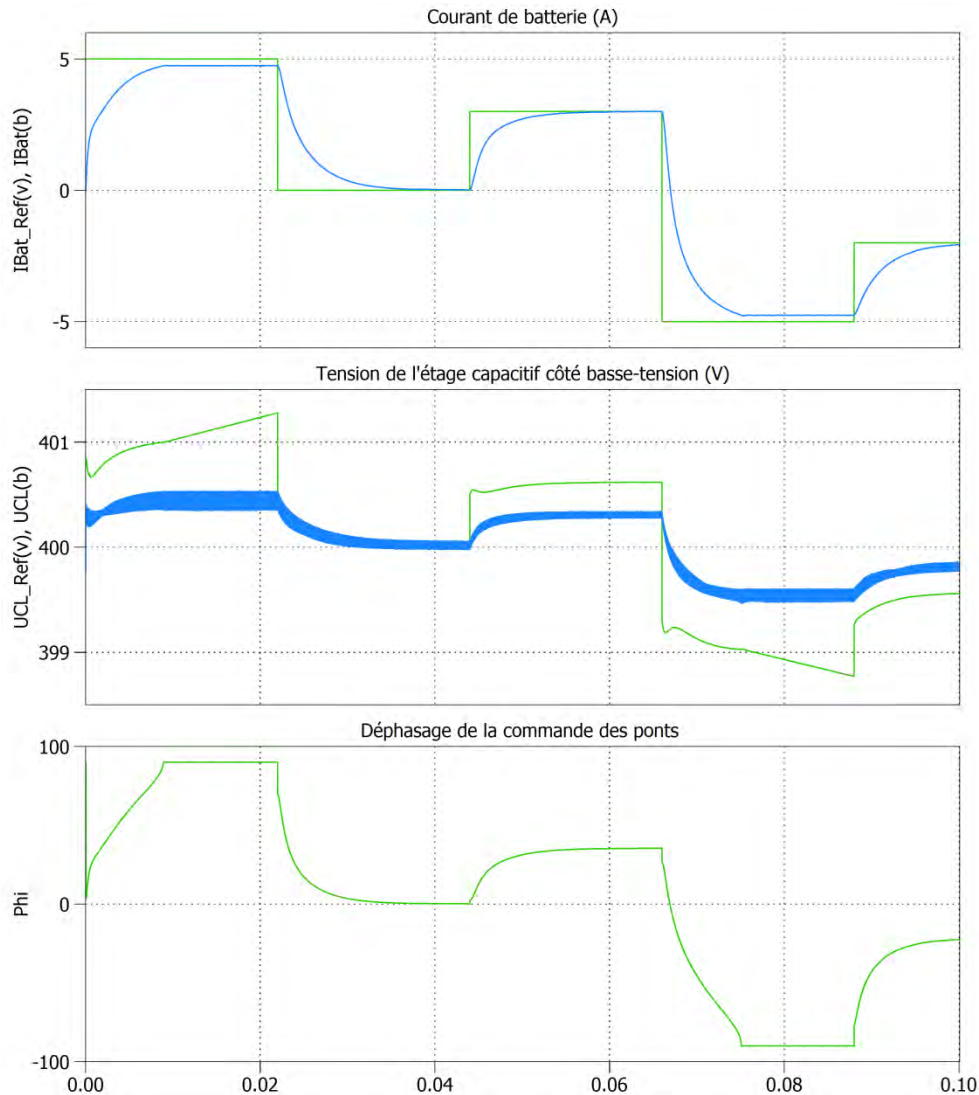 Courant de batterie (A)
IBat_Ref(v), IBat(b)
5
0
-5
Tension de l'étage capacitif côté basse-tension (V)
UCL_Ref(v), UCL(b)
401
400
399
Déphasage de la commande des ponts
Phi
100
0
-100
0.00 0.02 0.04 0.06 0.08 0.10